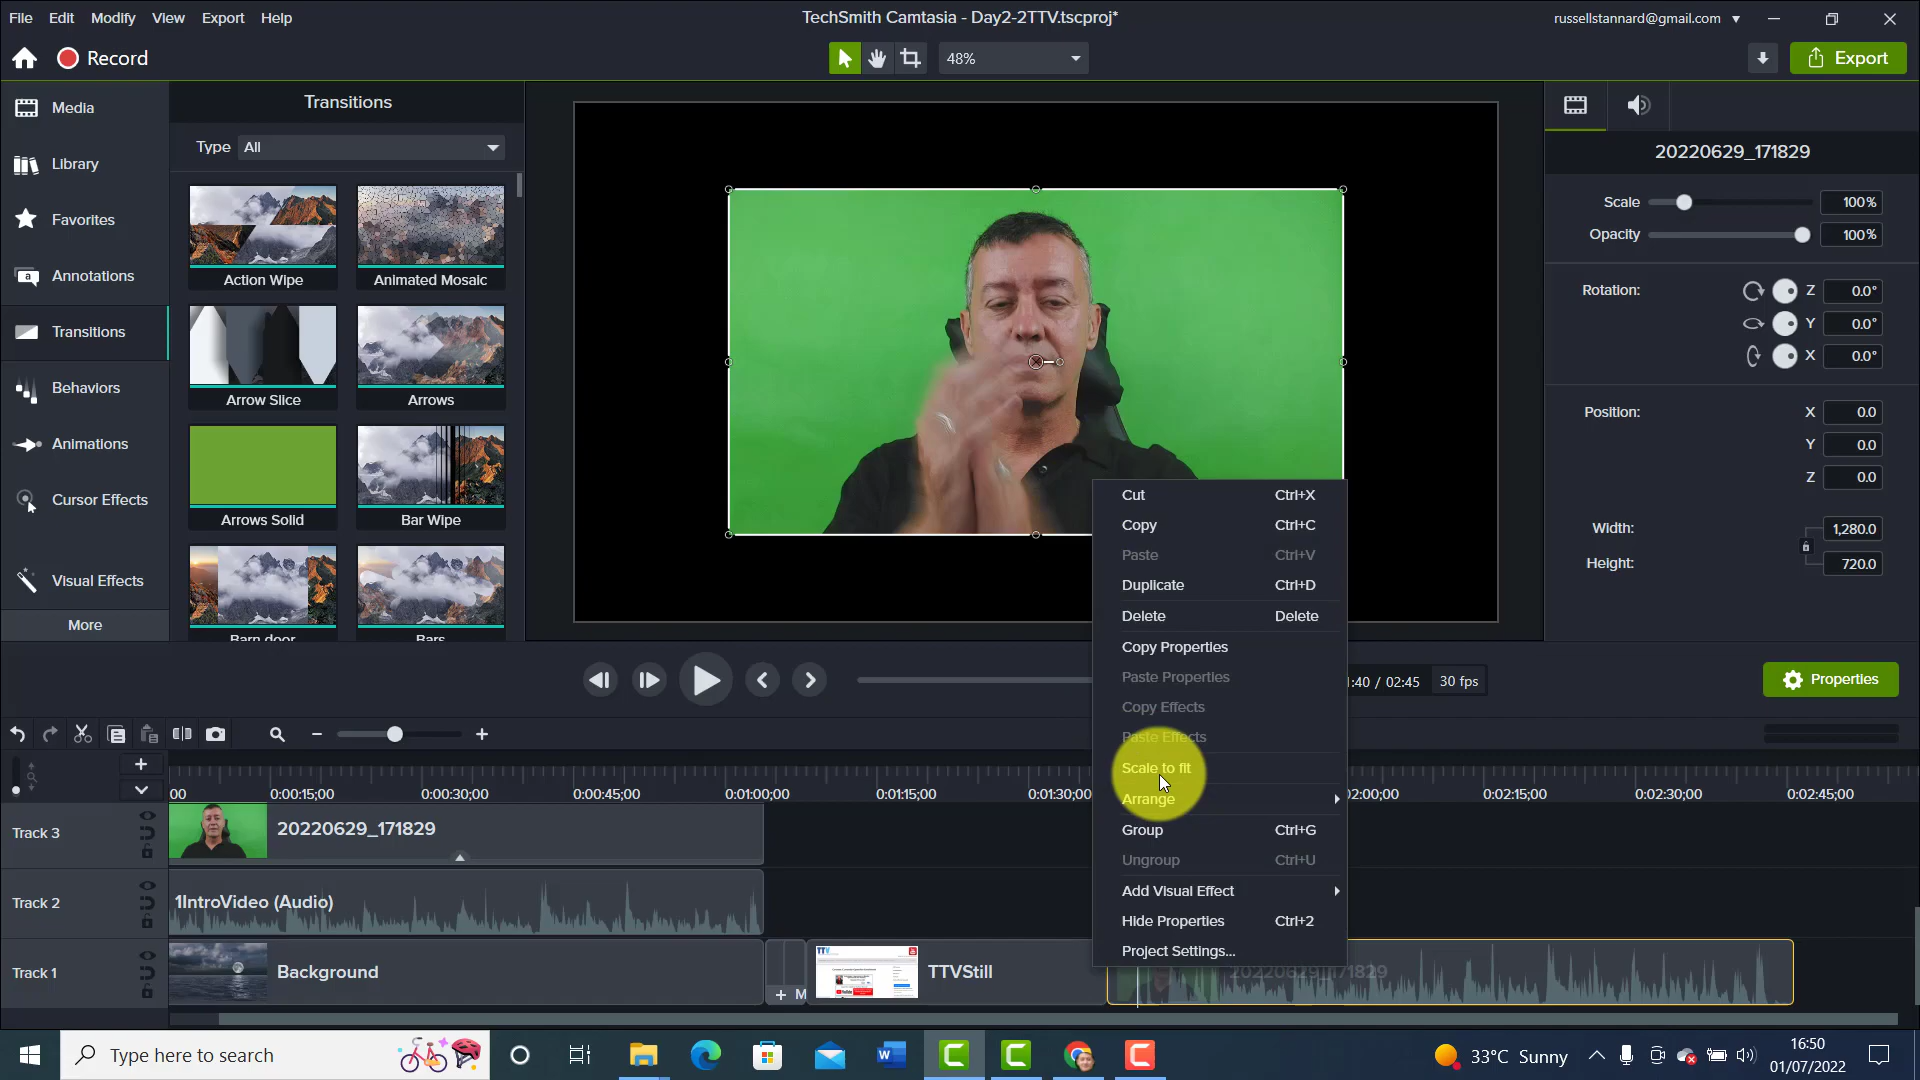 File Edit Modify View Export Help
TechSmith Camtasia - Day2-2TTV.tscproj*
russellstannard@gmail.com
Record
48%
Export
Media
Library
Favorites
Annotations
Transitions
Behaviors
Animations
Cursor Effects
Visual Effects
More
Transitions
Type All
Action Wipe
Animated Mosaic
Arrow Slice
Arrows
Arrows Solid
Bar Wipe
Barn door
Bars
20220629_171829
Scale 100%
Opacity 100%
Rotation: Z 0.0°
Y 0.0°
X 0.0°
Position: X 0.0
Y 0.0
Z 0.0
Width: 1,280.0
Height: 720.0
Cut Ctrl+X
Copy Ctrl+C
Paste Ctrl+V
Duplicate Ctrl+D
Delete Delete
Copy Properties
Paste Properties
Copy Effects
Paste Effects
Scale to fit
Arrange
Group Ctrl+G
Ungroup Ctrl+U
Add Visual Effect
Hide Properties Ctrl+2
Project Settings...
:40 / 02:45 30 fps
Properties
00 0:00:15;00 0:00:30;00 0:00:45;00 0:01:00;00 0:01:15;00 0:01:30;00 2:00;00 0:02:15;00 0:02:30;00 0:02:45;00
Track 3 20220629_171829
Track 2 1IntroVideo (Audio)
Track 1 Background + M TTV TTVStill 20220629_171829
Type here to search
33°C Sunny
16:50
01/07/2022